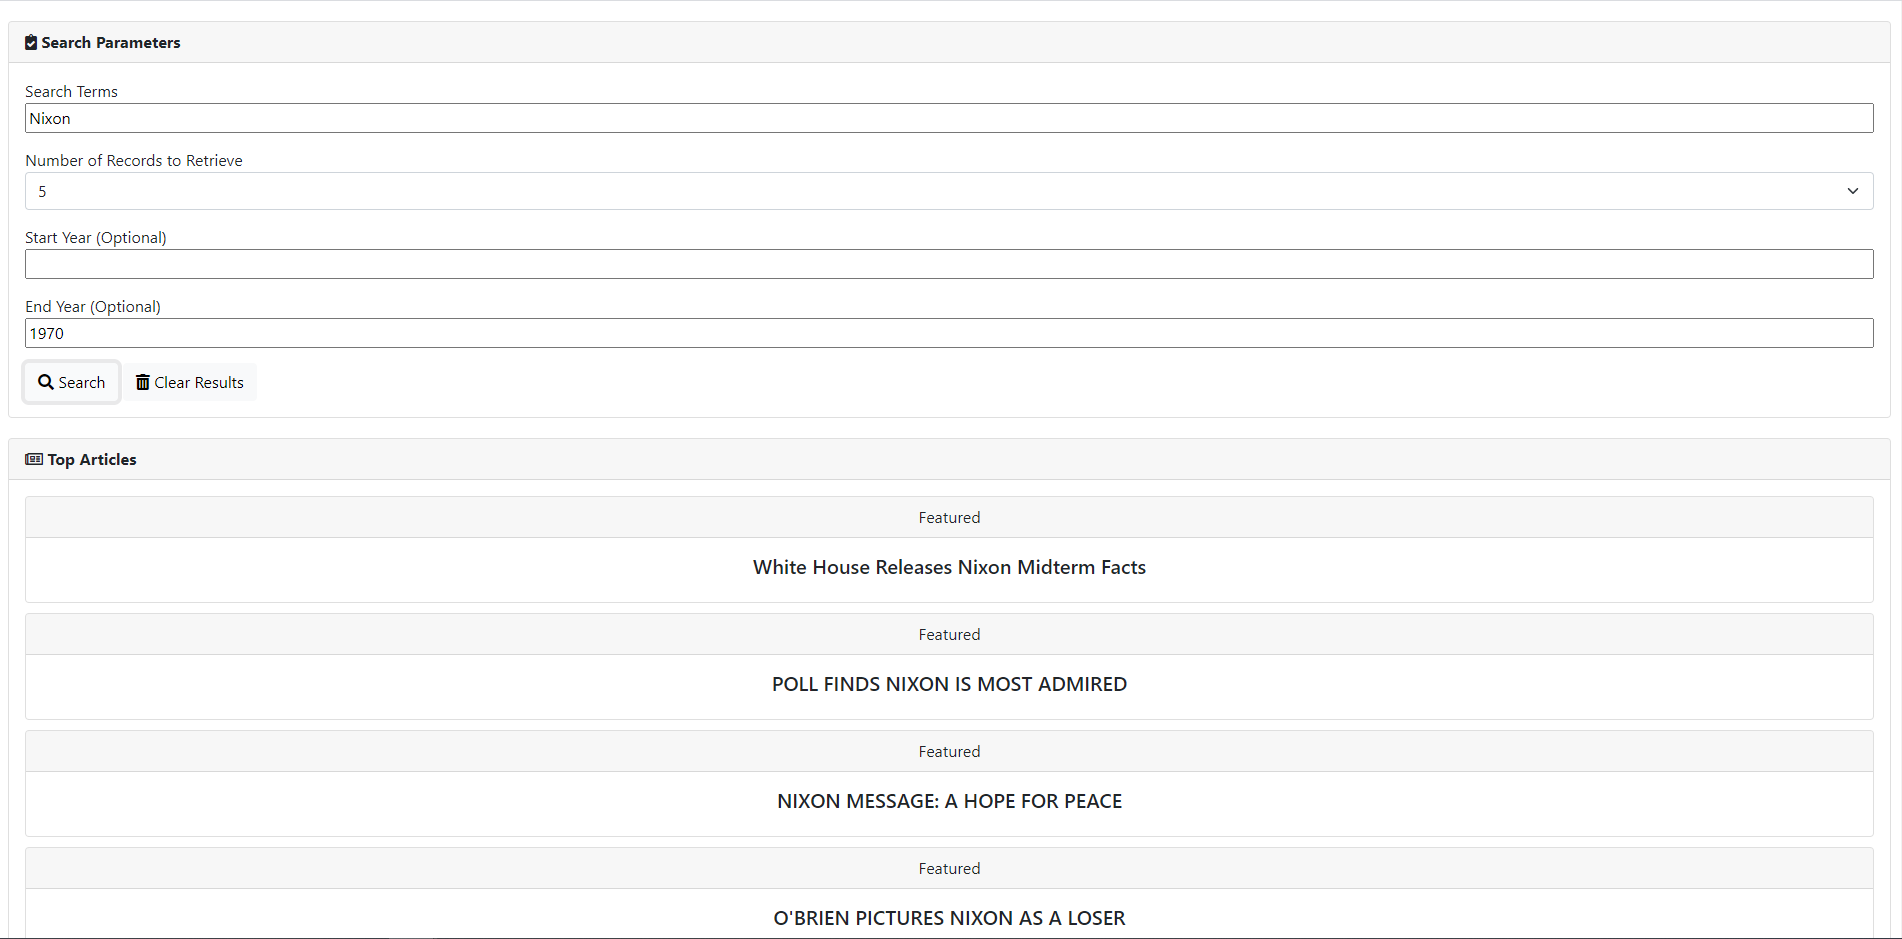 Search Parameters
Search Terms
Nixon
Number of Records to Retrieve
5
Start Year (Optional)
End Year (Optional)
1970
Search Clear Results
Top Articles
Featured
White House Releases Nixon Midterm Facts
Featured
POLL FINDS NIXON IS MOST ADMIRED
Featured
NIXON MESSAGE: A HOPE FOR PEACE
Featured
O'BRIEN PICTURES NIXON AS A LOSER